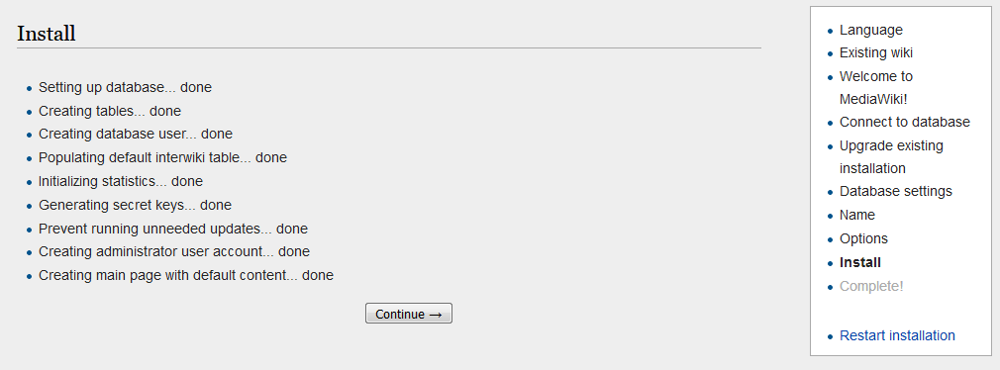 Install
Setting up database... done
Creating tables... done
Creating database user... done
Populating default interwiki table... done
Initializing statistics... done
Generating secret keys... done
Prevent running unneeded updates... done
Creating administrator user account... done
Creating main page with default content... done
Continue →
Language
Existing wiki
Welcome to
MediaWiki!
Connect to database
Upgrade existing
installation
Database settings
Name
Options
Install
Complete!
Restart installation